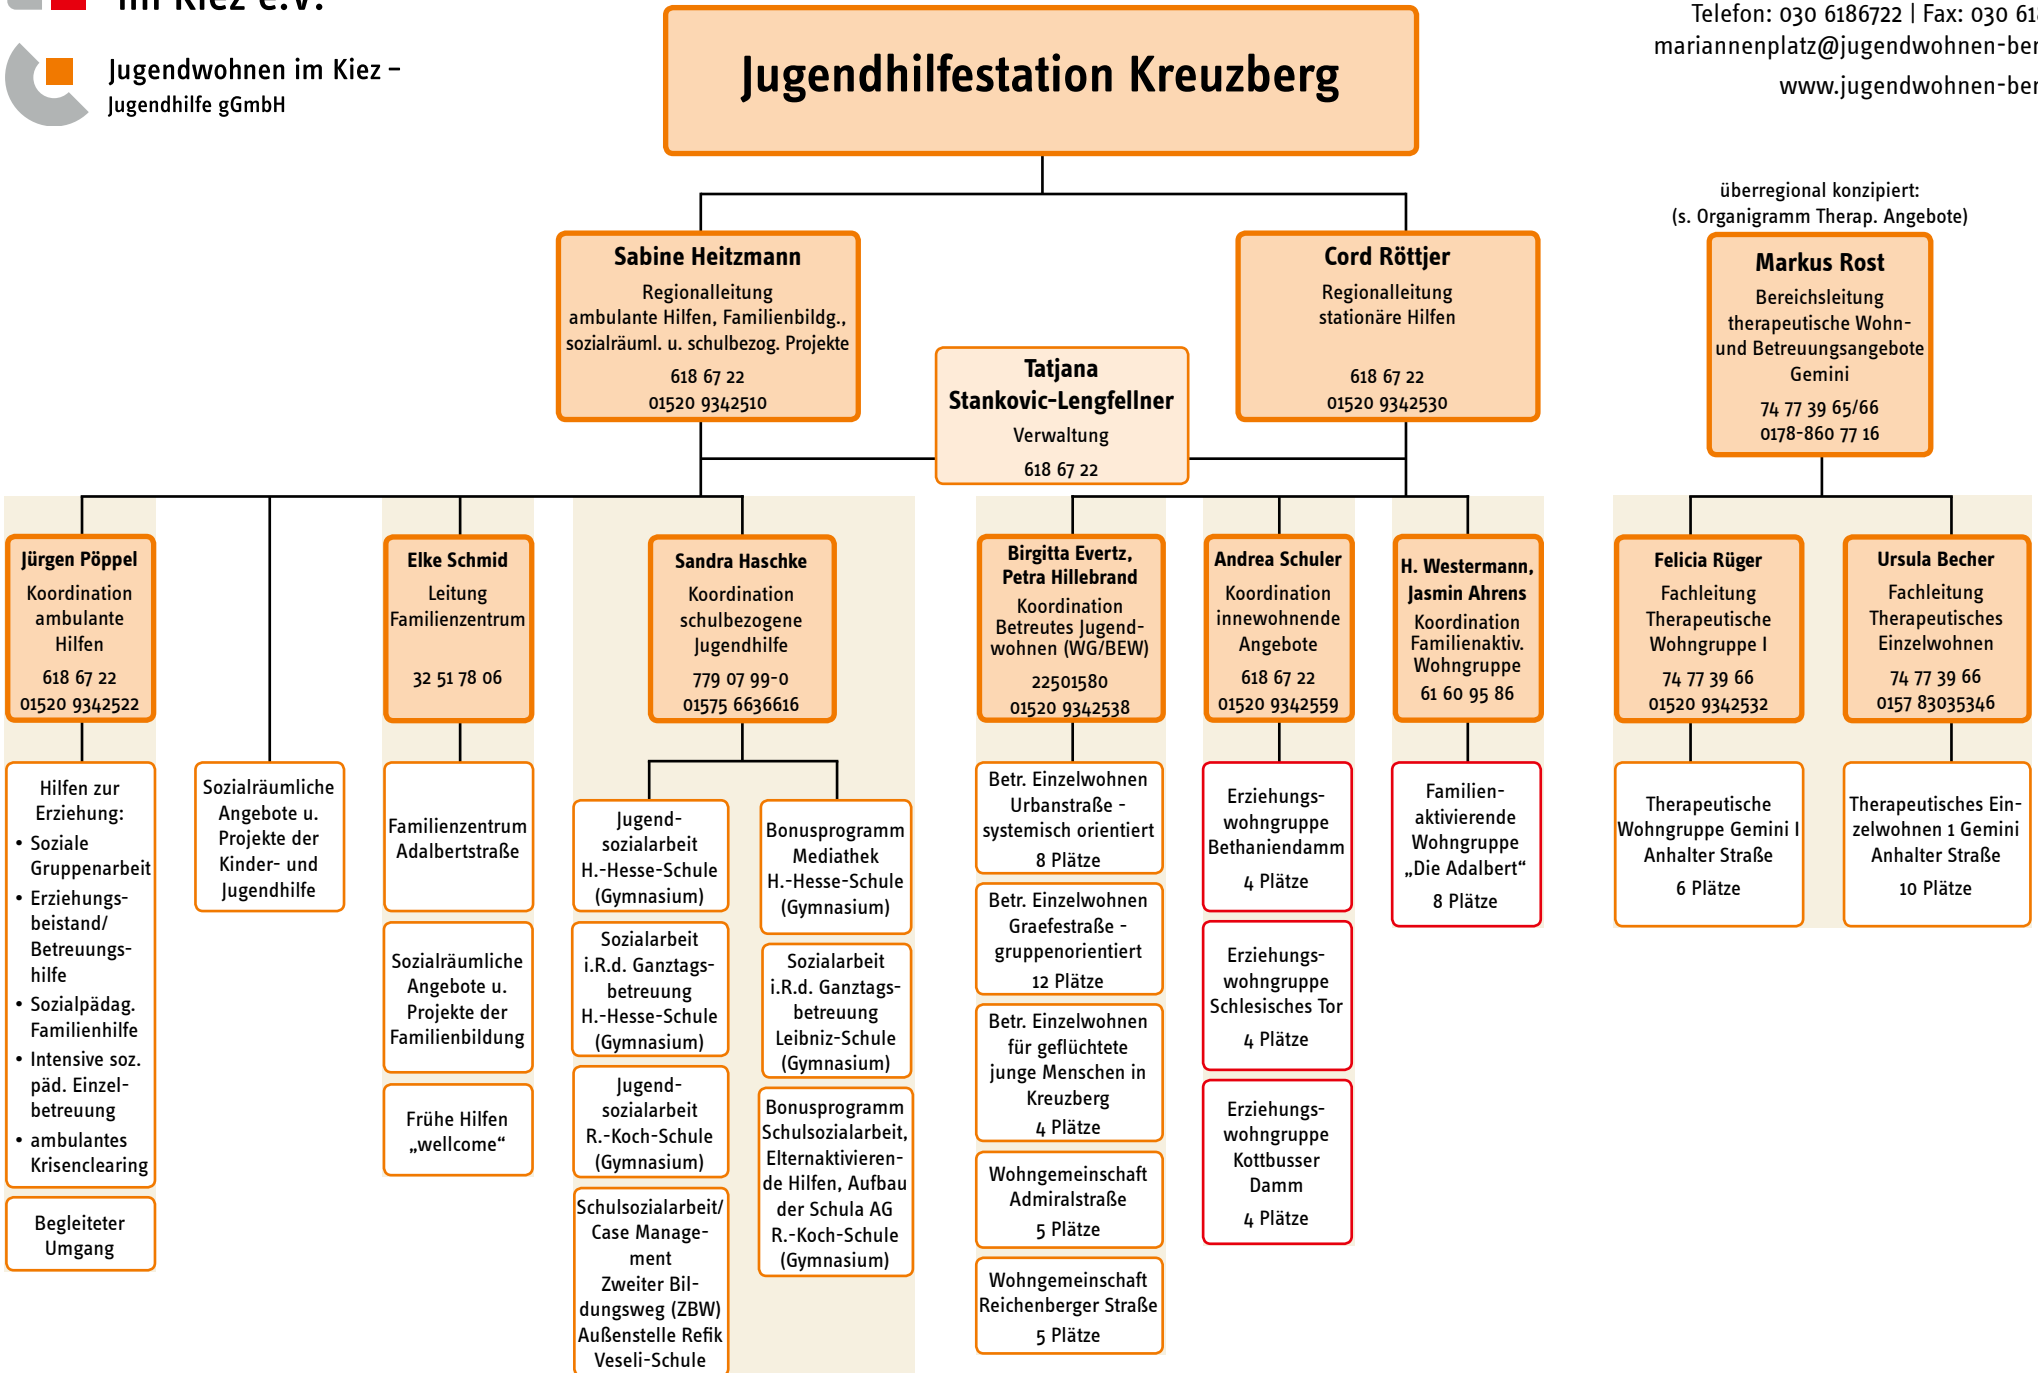 im Kiez e.V.
Jugendwohnen im Kiez –
Jugendhilfe gGmbH
Jugendhilfestation Kreuzberg
Telefon: 030 6186722 | Fax: 030
mariannenplatz@jugendwohnen-ber
www.jugendwohnen-ber
Sabine Heitzmann
Regionalleitung
ambulante Hilfen, Familienbildg.,
sozialräuml. u. schulbezog. Projekte
618 67 22
01520 9342510
Cord Röttjer
Regionalleitung
stationäre Hilfen
618 67 22
01520 9342530
Tatjana
Stankovic-Lengfellner
Verwaltung
618 67 22
überregional konzipiert:
(s. Organigramm Therap. Angebote)
Markus Rost
Bereichsleitung
therapeutische Wohn-
und Betreuungsangebote
Gemini
74 77 39 65/66
0178-860 77 16
Jürgen Pöppel
Koordination
ambulante
Hilfen
618 67 22
01520 9342522
Hilfen zur
Erziehung:
• Soziale
Gruppenarbeit
• Erziehungs-
beistand/
Betreuungs-
hilfe
• Sozialpädag.
Familienhilfe
• Intensive soz.
päd. Einzel-
betreuung
• ambulantes
Krisenclearing
Begleiteter
Umgang
Sozialräumliche
Angebote u.
Projekte der
Kinder- und
Jugendhilfe
Elke Schmid
Leitung
Familienzentrum
32 51 78 06
Familienzentrum
Adalbertstraße
Sozialräumliche
Angebote u.
Projekte der
Familienbildung
Frühe Hilfen
„wellcome“
Sandra Haschke
Koordination
schulbezogene
Jugendhilfe
779 07 99-0
01575 6636616
Jugend-
sozialarbeit
H.-Hesse-Schule
(Gymnasium)
Sozialarbeit
i.R.d. Ganztags-
betreuung
H.-Hesse-Schule
(Gymnasium)
Jugend-
sozialarbeit
R.-Koch-Schule
(Gymnasium)
Schulsozialarbeit/
Case Manage-
ment
Zweiter Bil-
dungsweg (ZBW)
Außenstelle Refik
Veseli-Schule
Bonusprogramm
Mediathek
H.-Hesse-Schule
(Gymnasium)
Sozialarbeit
i.R.d. Ganztags-
betreuung
Leibniz-Schule
(Gymnasium)
Bonusprogramm
Schulsozialarbeit,
Elternaktivieren-
de Hilfen, Aufbau
der Schula AG
R.-Koch-Schule
(Gymnasium)
Birgitta Evertz,
Petra Hillebrand
Koordination
Betreutes Jugend-
wohnen (WG/BEW)
22501580
01520 9342538
Betr. Einzelwohnen
Urbanstraße -
systemisch orientiert
8 Plätze
Betr. Einzelwohnen
Graefestraße -
gruppenorientiert
12 Plätze
Betr. Einzelwohnen
für geflüchtete
junge Menschen in
Kreuzberg
4 Plätze
Wohngemeinschaft
Admiralstraße
5 Plätze
Wohngemeinschaft
Reichenberger Straße
5 Plätze
Andrea Schuler
Koordination
innewohnende
Angebote
618 67 22
01520 9342559
Erziehungs-
wohngruppe
Bethaniendamm
4 Plätze
Erziehungs-
wohngruppe
Schlesisches Tor
4 Plätze
Erziehungs-
wohngruppe
Kottbusser
Damm
4 Plätze
H. Westermann,
Jasmin Ahrens
Koordination
Familienaktiv.
Wohngruppe
61 60 95 86
Familien-
aktivierende
Wohngruppe
„Die Adalbert“
8 Plätze
Felicia Rüger
Fachleitung
Therapeutische
Wohngruppe I
74 77 39 66
01520 9342532
Therapeutische
Wohngruppe Gemini I
Anhalter Straße
6 Plätze
Ursula Becher
Fachleitung
Therapeutisches
Einzelwohnen
74 77 39 66
0157 83035346
Therapeutisches Ein-
zelwohnen 1 Gemini
Anhalter Straße
10 Plätze